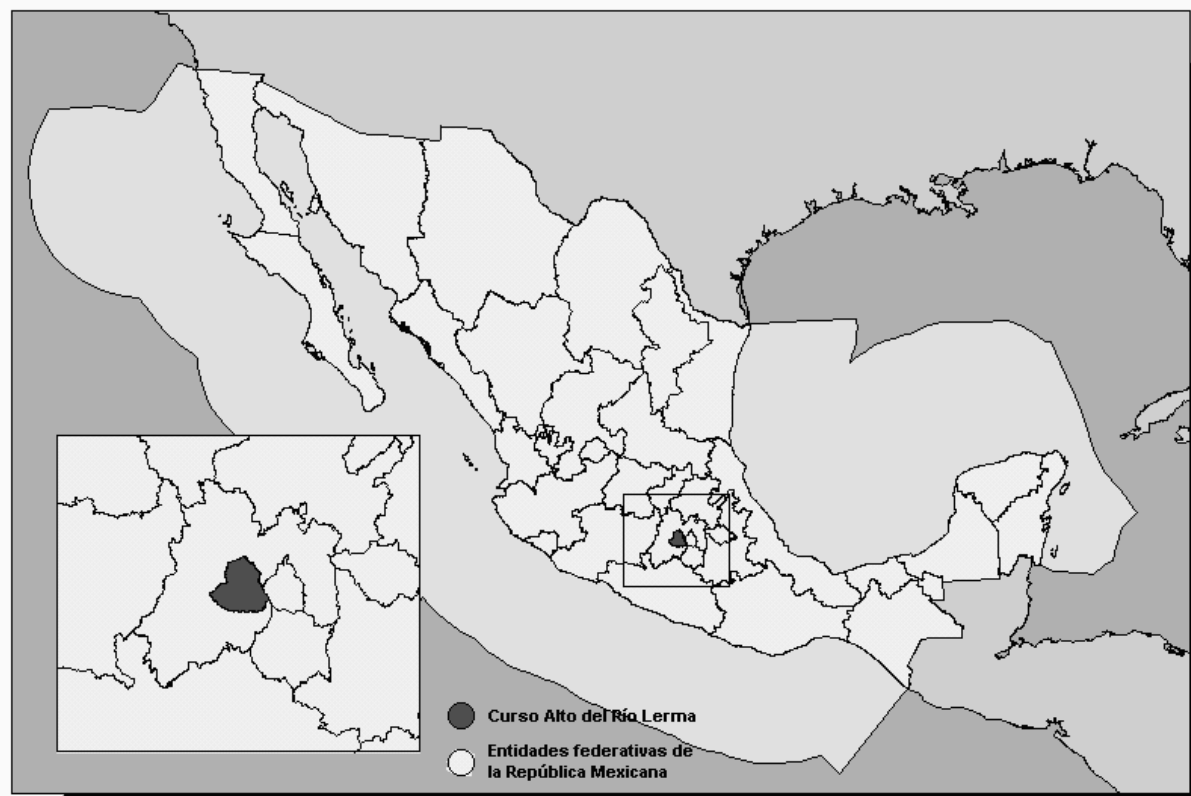 Curso Alto del Río Lerma
Entidades federativas de
la República Mexicana